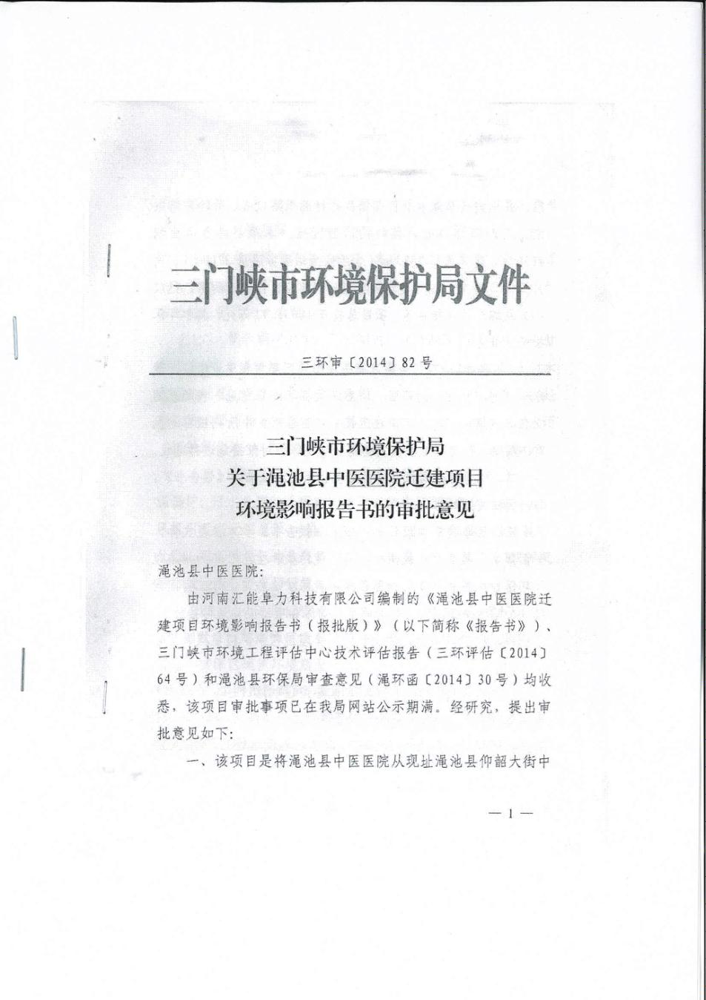 三门峡市环境保护局文件
三环审〔2014〕82号
三门峡市环境保护局
关于渑池县中医医院迁建项目
环境影响报告书的审批意见
渑池县中医医院:
由河南汇能阜力科技有限公司编制的《渑池县中医医院迁
建项目环境影响报告书(报批版)》(以下简称《报告书》)、
三门峡市环境工程评估中心技术评估报告(三环评估〔2014〕
64号)和渑池县环保局审查意见(渑环函〔2014〕30号)均收
悉,该项目审批事项已在我局网站公示期满。经研究,提出审
批意见如下:
一、该项目是将渑池县中医医院从现址渑池县仰韶大街中
— 1 —